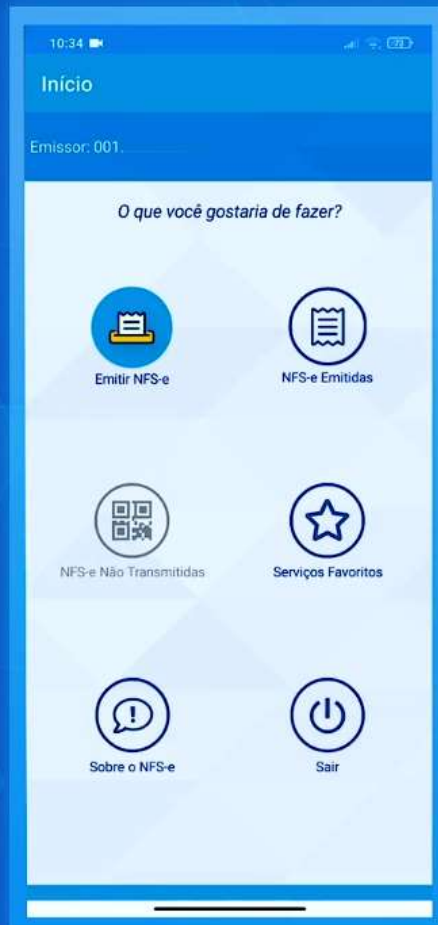 10:34
72
Início
Emissor: 001.
O que você gostaria de fazer?
Emitir NFS-e
NFS-e Emitidas
NFS-e Não Transmitidas
Serviços Favoritos
Sobre o NFS-e
Sair